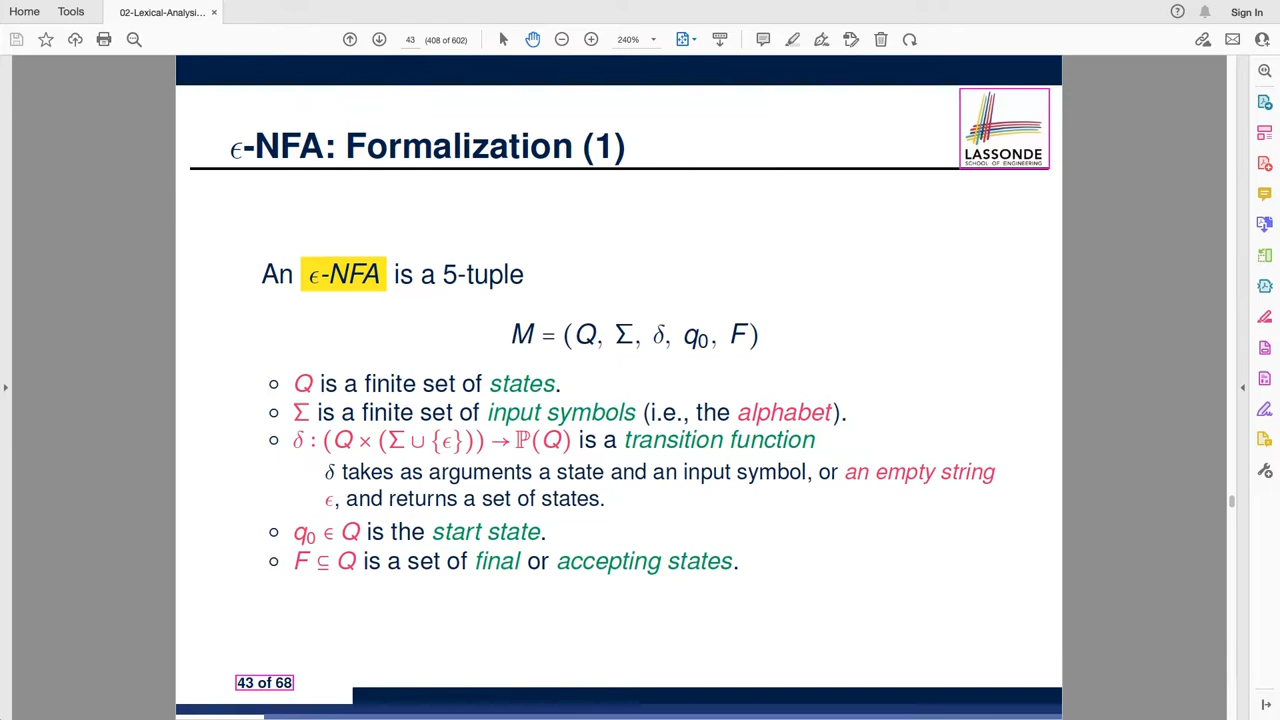 Home
Tools
02-Lexical-Analysi...
×
Sign In
43
(408 of 602)
240%
ϵ-NFA: Formalization (1)
LASSONDE
SCHOOL OF ENGINEERING
An ϵ-NFA is a 5-tuple
M = (Q, Σ, δ, q₀, F)
○ Q is a finite set of states.
○ Σ is a finite set of input symbols (i.e., the alphabet).
○ δ : (Q × (Σ ∪ {ϵ})) → ℙ(Q) is a transition function
δ takes as arguments a state and an input symbol, or an empty string
ϵ, and returns a set of states.
○ q₀ ∈ Q is the start state.
○ F ⊆ Q is a set of final or accepting states.
43 of 68